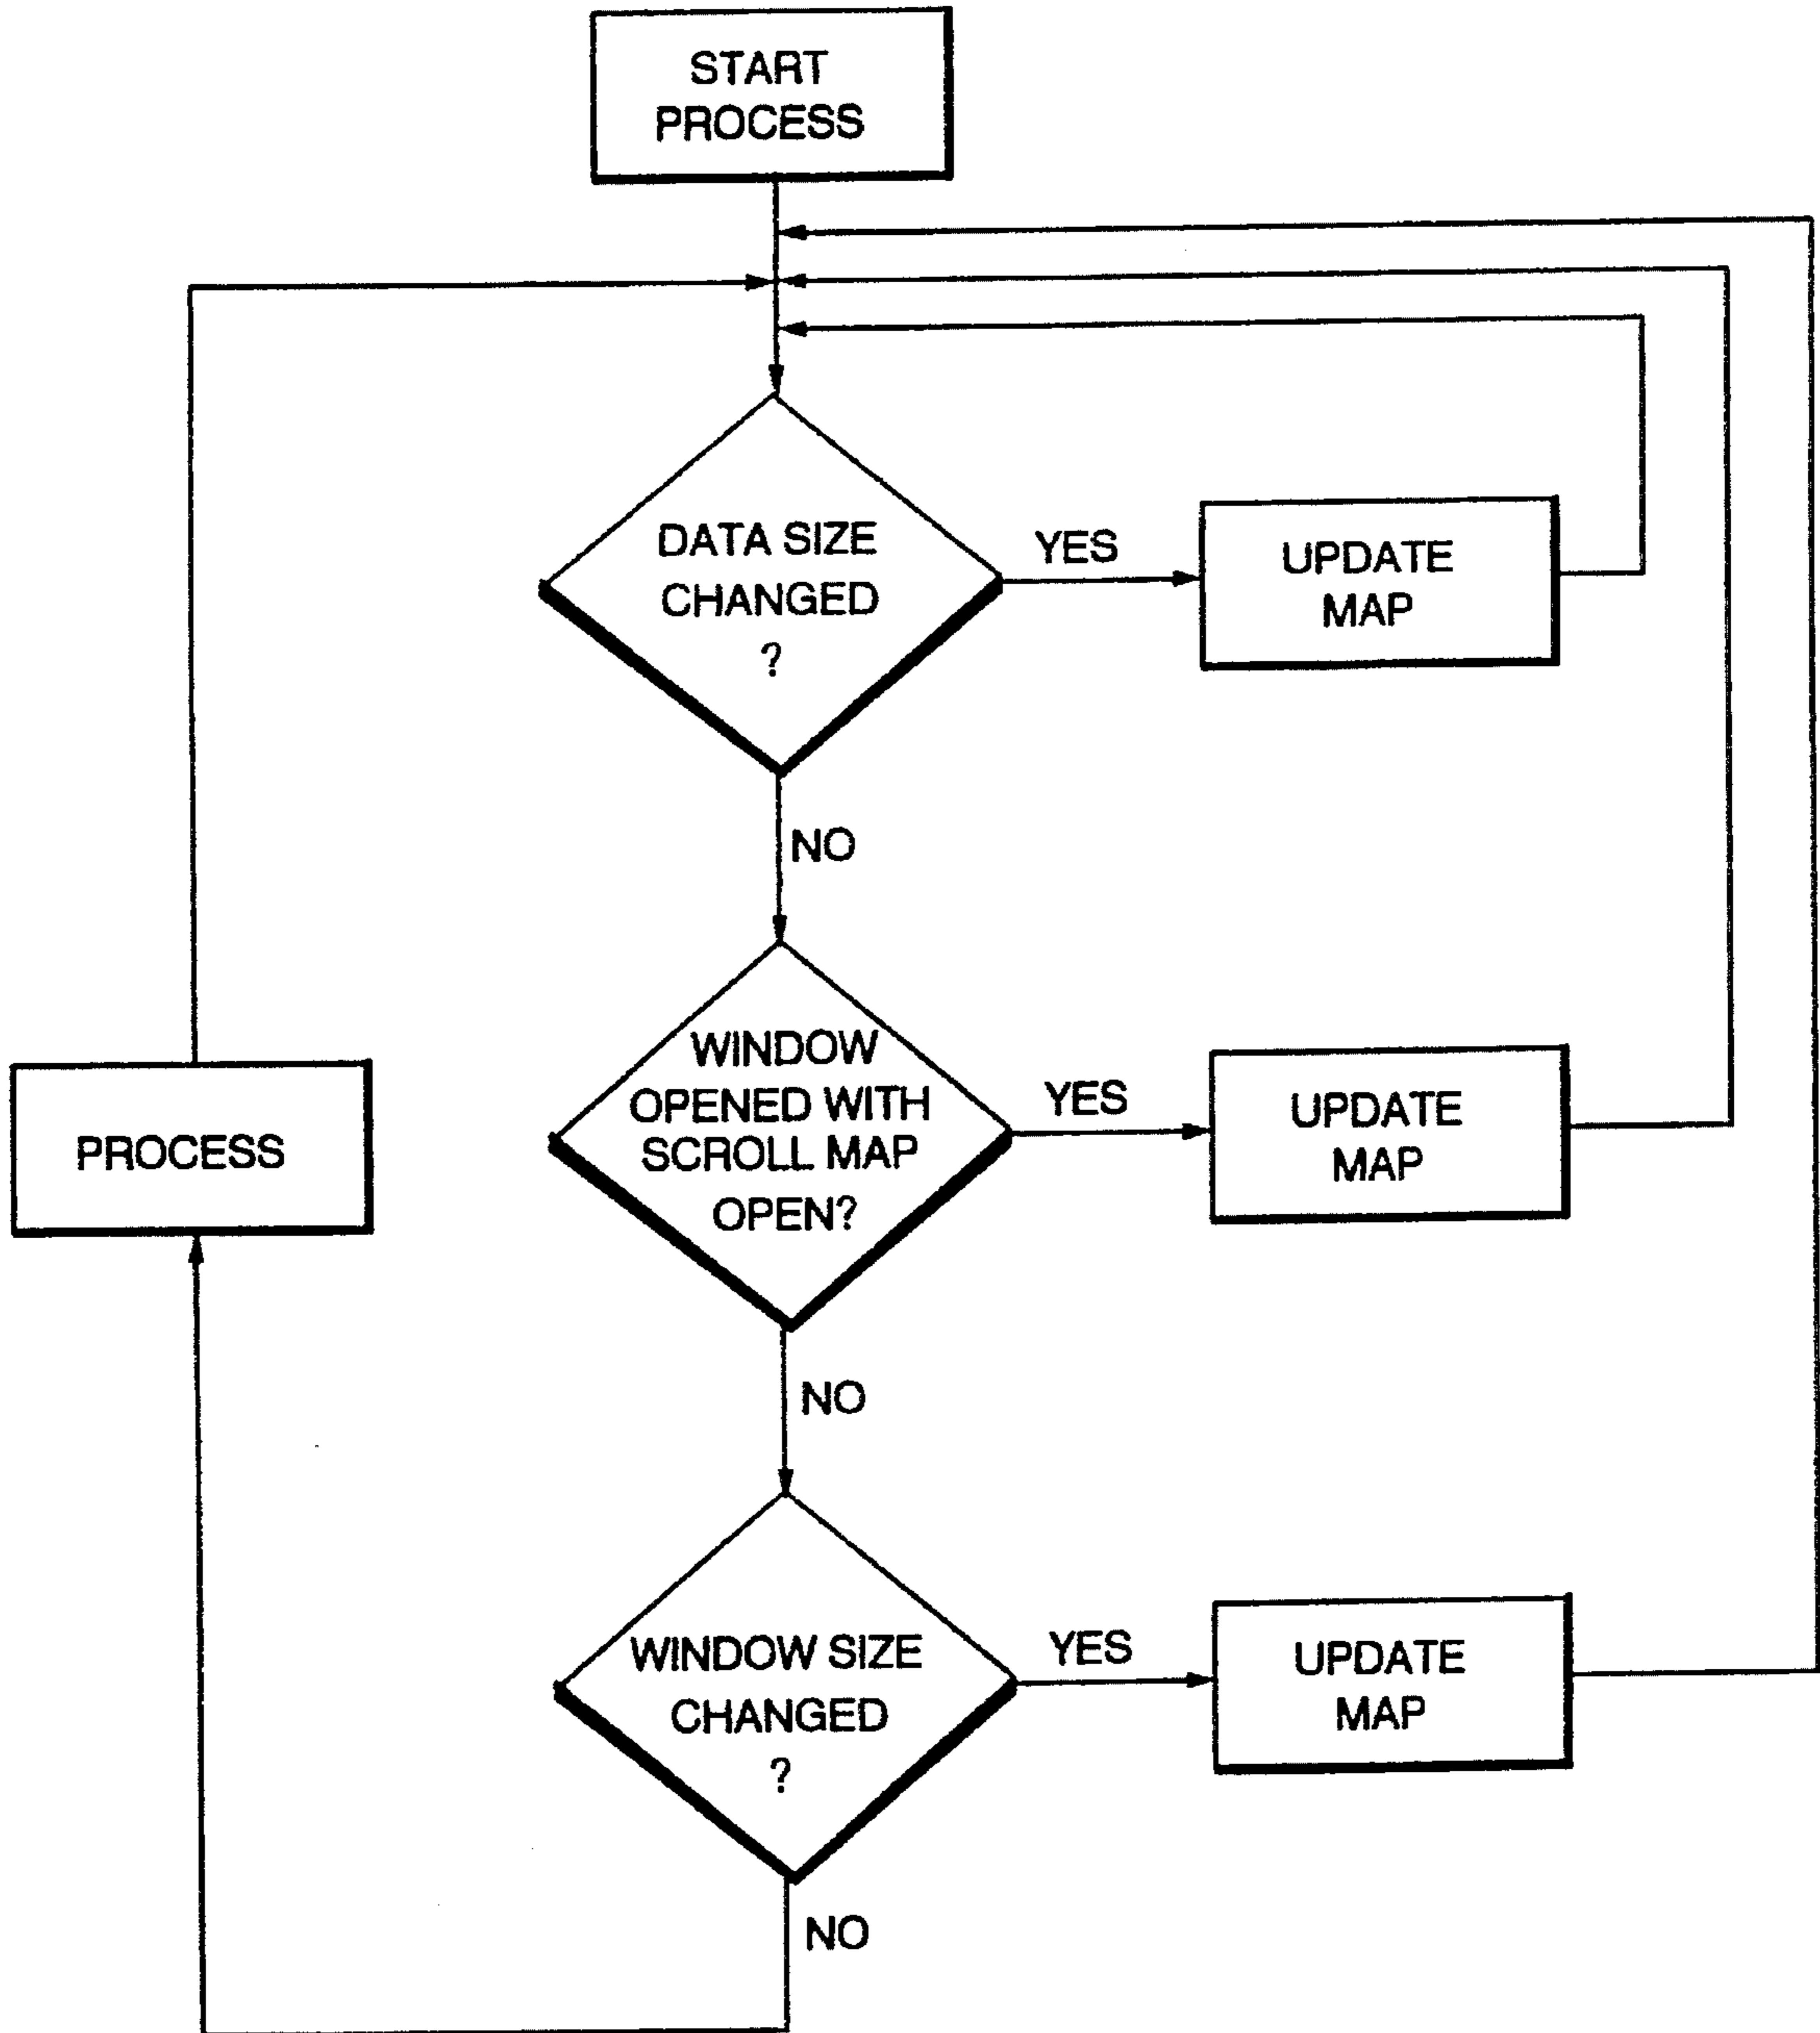 START
PROCESS
DATA SIZE
CHANGED
?
YES
UPDATE
MAP
NO
WINDOW
OPENED WITH
SCROLL MAP
OPEN?
YES
UPDATE
MAP
PROCESS
NO
WINDOW SIZE
CHANGED
?
YES
UPDATE
MAP
NO